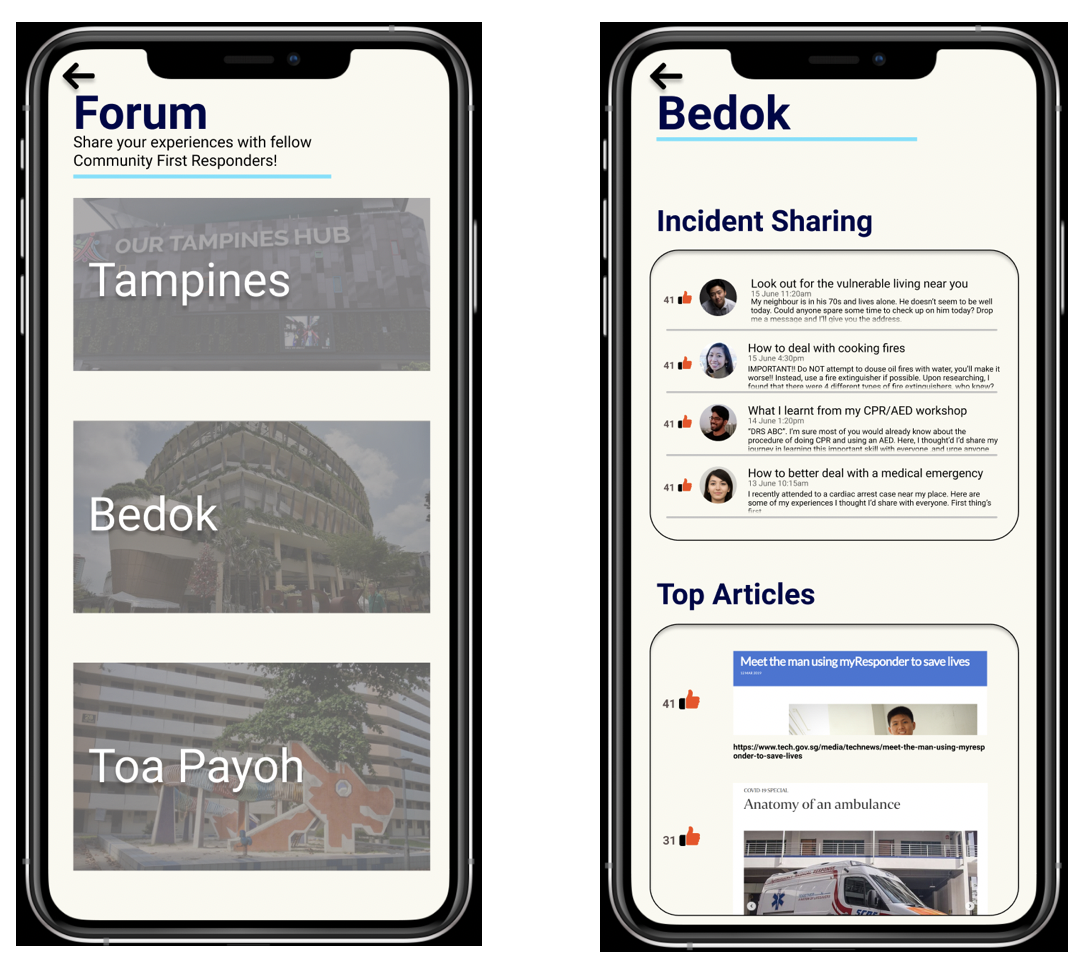 Forum
Share your experiences with fellow
Community First Responders!
OUR TAMPINES HUB
Tampines
Bedok
Toa Payoh
Bedok
Incident Sharing
41
Look out for the vulnerable living near you
15 June 11:20am
My neighbour is in his 70s and lives alone. He doesn't seem to be well
today. Could anyone spare some time to check up on him today? Drop
me a message and I'll give you the address.
41
How to deal with cooking fires
15 June 4:30pm
IMPORTANT!! Do NOT attempt to douse oil fires with water, you'll make it
worse!! Instead, use a fire extinguisher if possible. Upon researching, I
found that there were 4 different types of fire extinguishers, who knew?
41
What I learnt from my CPR/AED workshop
14 June 1:20pm
"DRS ABC". I'm sure most of you would already know about the
procedure of doing CPR and using an AED. Here, I thought'd I'd share my
journey in learning this important skill with everyone, and urge anyone
41
How to better deal with a medical emergency
13 June 10:15am
I recently attended to a cardiac arrest case near my place. Here are
some of my experiences I thought I'd share with everyone. First thing's
first
Top Articles
41
Meet the man using myResponder to save lives
https://www.tech.gov.sg/media/technews/meet-the-man-using-myresp
onder-to-save-lives
31
COVID-19 SPECIAL
Anatomy of an ambulance